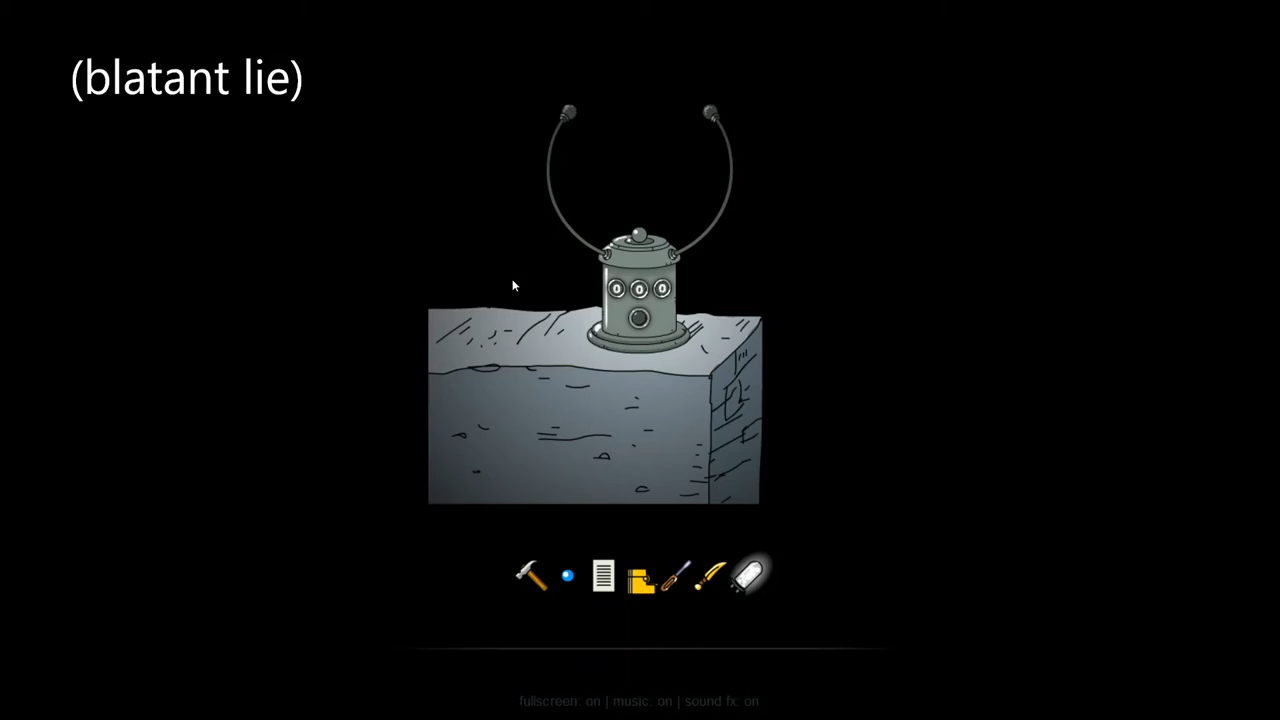 (blatant lie)
0 0 0
fullscreen: on | music: on | sound fx: on